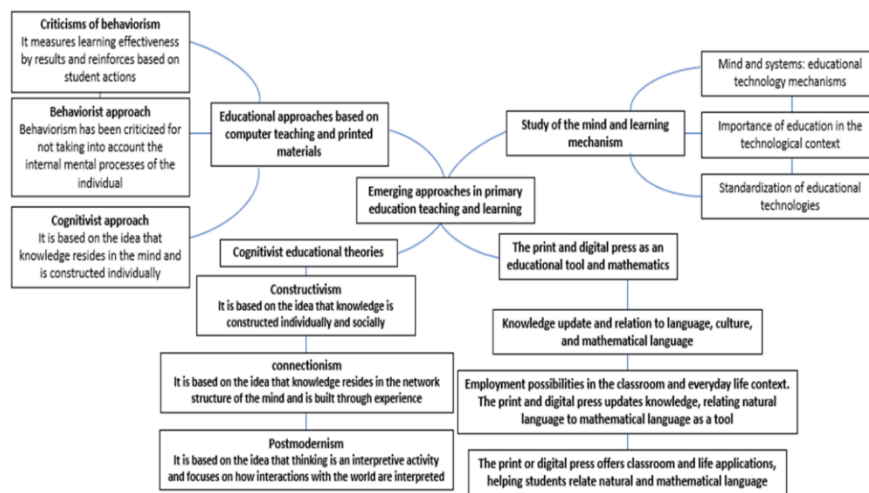 Criticisms of behaviorism
It measures learning effectiveness
by results and reinforces based on
student actions
Behaviorist approach
Behaviorism has been criticized for
not taking into account the
internal mental processes of the
individual
Cognitivist approach
It is based on the idea that
knowledge resides in the mind and
is constructed individually
Educational approaches based on
computer teaching and printed
materials
Study of the mind and learning
mechanism
Mind and systems: educational
technology mechanisms
Importance of education in the
technological context
Standardization of educational
technologies
Emerging approaches in primary
education teaching and learning
Cognitivist educational theories
Constructivism
It is based on the idea that knowledge is
constructed individually and socially
connectionism
It is based on the idea that knowledge resides in the network
structure of the mind and is built through experience
Postmodernism
It is based on the idea that thinking is an interpretive activity
and focuses on how interactions with the world are interpreted
The print and digital press as an
educational tool and mathematics
Knowledge update and relation to language, culture,
and mathematical language
Employment possibilities in the classroom and everyday life context.
The print and digital press updates knowledge, relating natural
language to mathematical language as a tool
The print or digital press offers classroom and life applications,
helping students relate natural and mathematical language